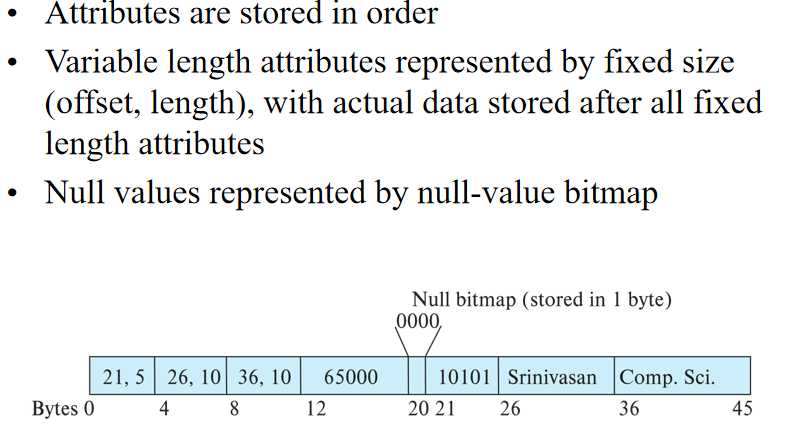 • Attributes are stored in order
• Variable length attributes represented by fixed size
(offset, length), with actual data stored after all fixed
length attributes
• Null values represented by null-value bitmap
Null bitmap (stored in 1 byte)
0000
21, 5 26, 10 36, 10 65000 10101 Srinivasan Comp. Sci.
Bytes 0 4 8 12 20 21 26 36 45